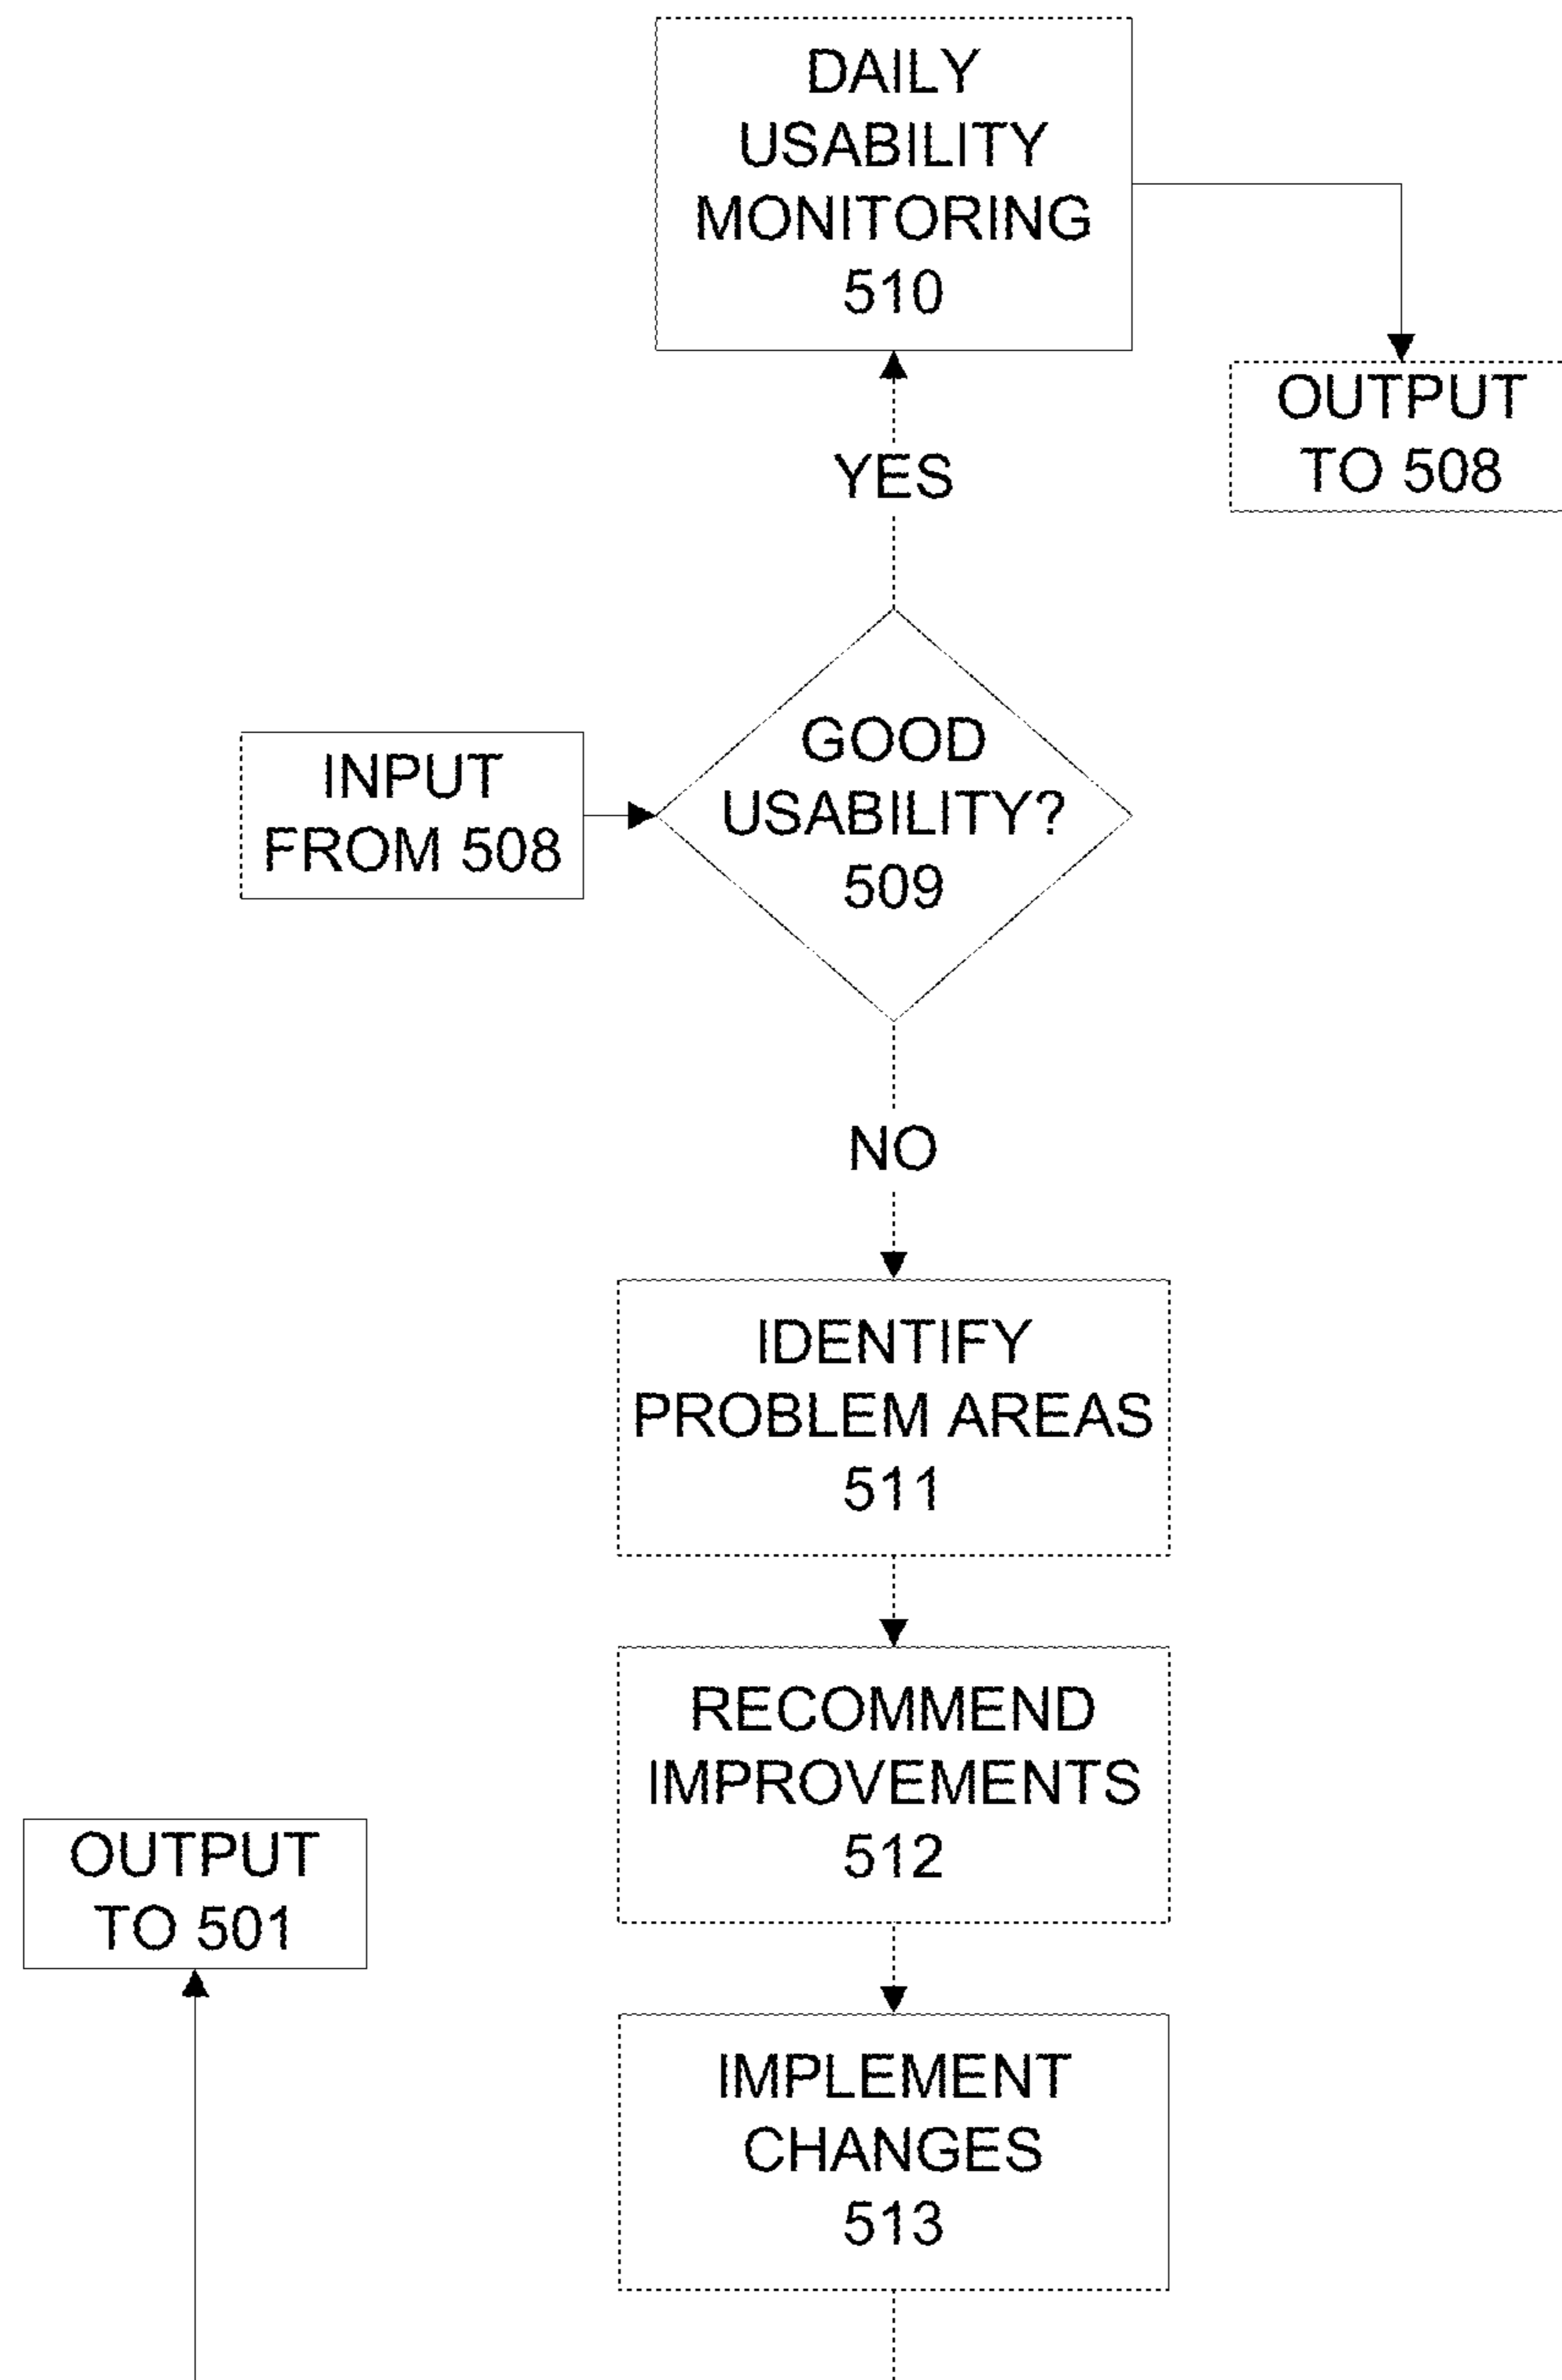 DAILY
USABILITY
MONITORING
510
OUTPUT
TO 508
YES
GOOD
USABILITY?
509
INPUT
FROM 508
NO
IDENTIFY
PROBLEM AREAS
511
RECOMMEND
IMPROVEMENTS
512
OUTPUT
TO 501
IMPLEMENT
CHANGES
513